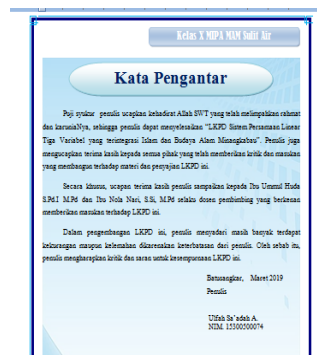 Kelas X MIPA MAN Sulit Air
Kata Pengantar
Puji syukur penulis ucapkan kehadirat Allah SWT yang telah melimpahkan rahmat
dan karuniaNya, sehingga penulis dapat menyelesaikan “LKPD Sistem Persamaan Linear
Tiga Variabel yang terintegrasi Islam dan Budaya Alam Minangkabau”. Penulis juga
mengucapkan terima kasih kepada semua pihak yang telah memberikan kritik dan masukan
yang membangun terhadap materi dan penyajian LKPD ini.
Secara khusus, ucapan terima kasih penulis sampaikan kepada Ibu Ummul Huda
S.Pd.I M.Pd dan Ibu Nola Nari, S.Si, M.Pd selaku dosen pembimbing yang berkenan
memberikan masukan terhadap LKPD ini.
Dalam pengembangan LKPD ini, penulis menyadari masih banyak terdapat
kekurangan maupun kelemahan dikarenakan keterbatasan dari penulis. Oleh sebab itu,
penulis mengharapkan kritik dan saran untuk kesempurnaan LKPD ini.
Batusangkar, Maret 2019
Penulis
Ulfah Sa’adah A.
NIM. 15300500074